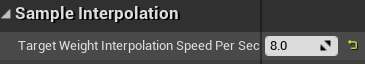 Sample Interpolation
Target Weight Interpolation Speed Per Sec 8.0